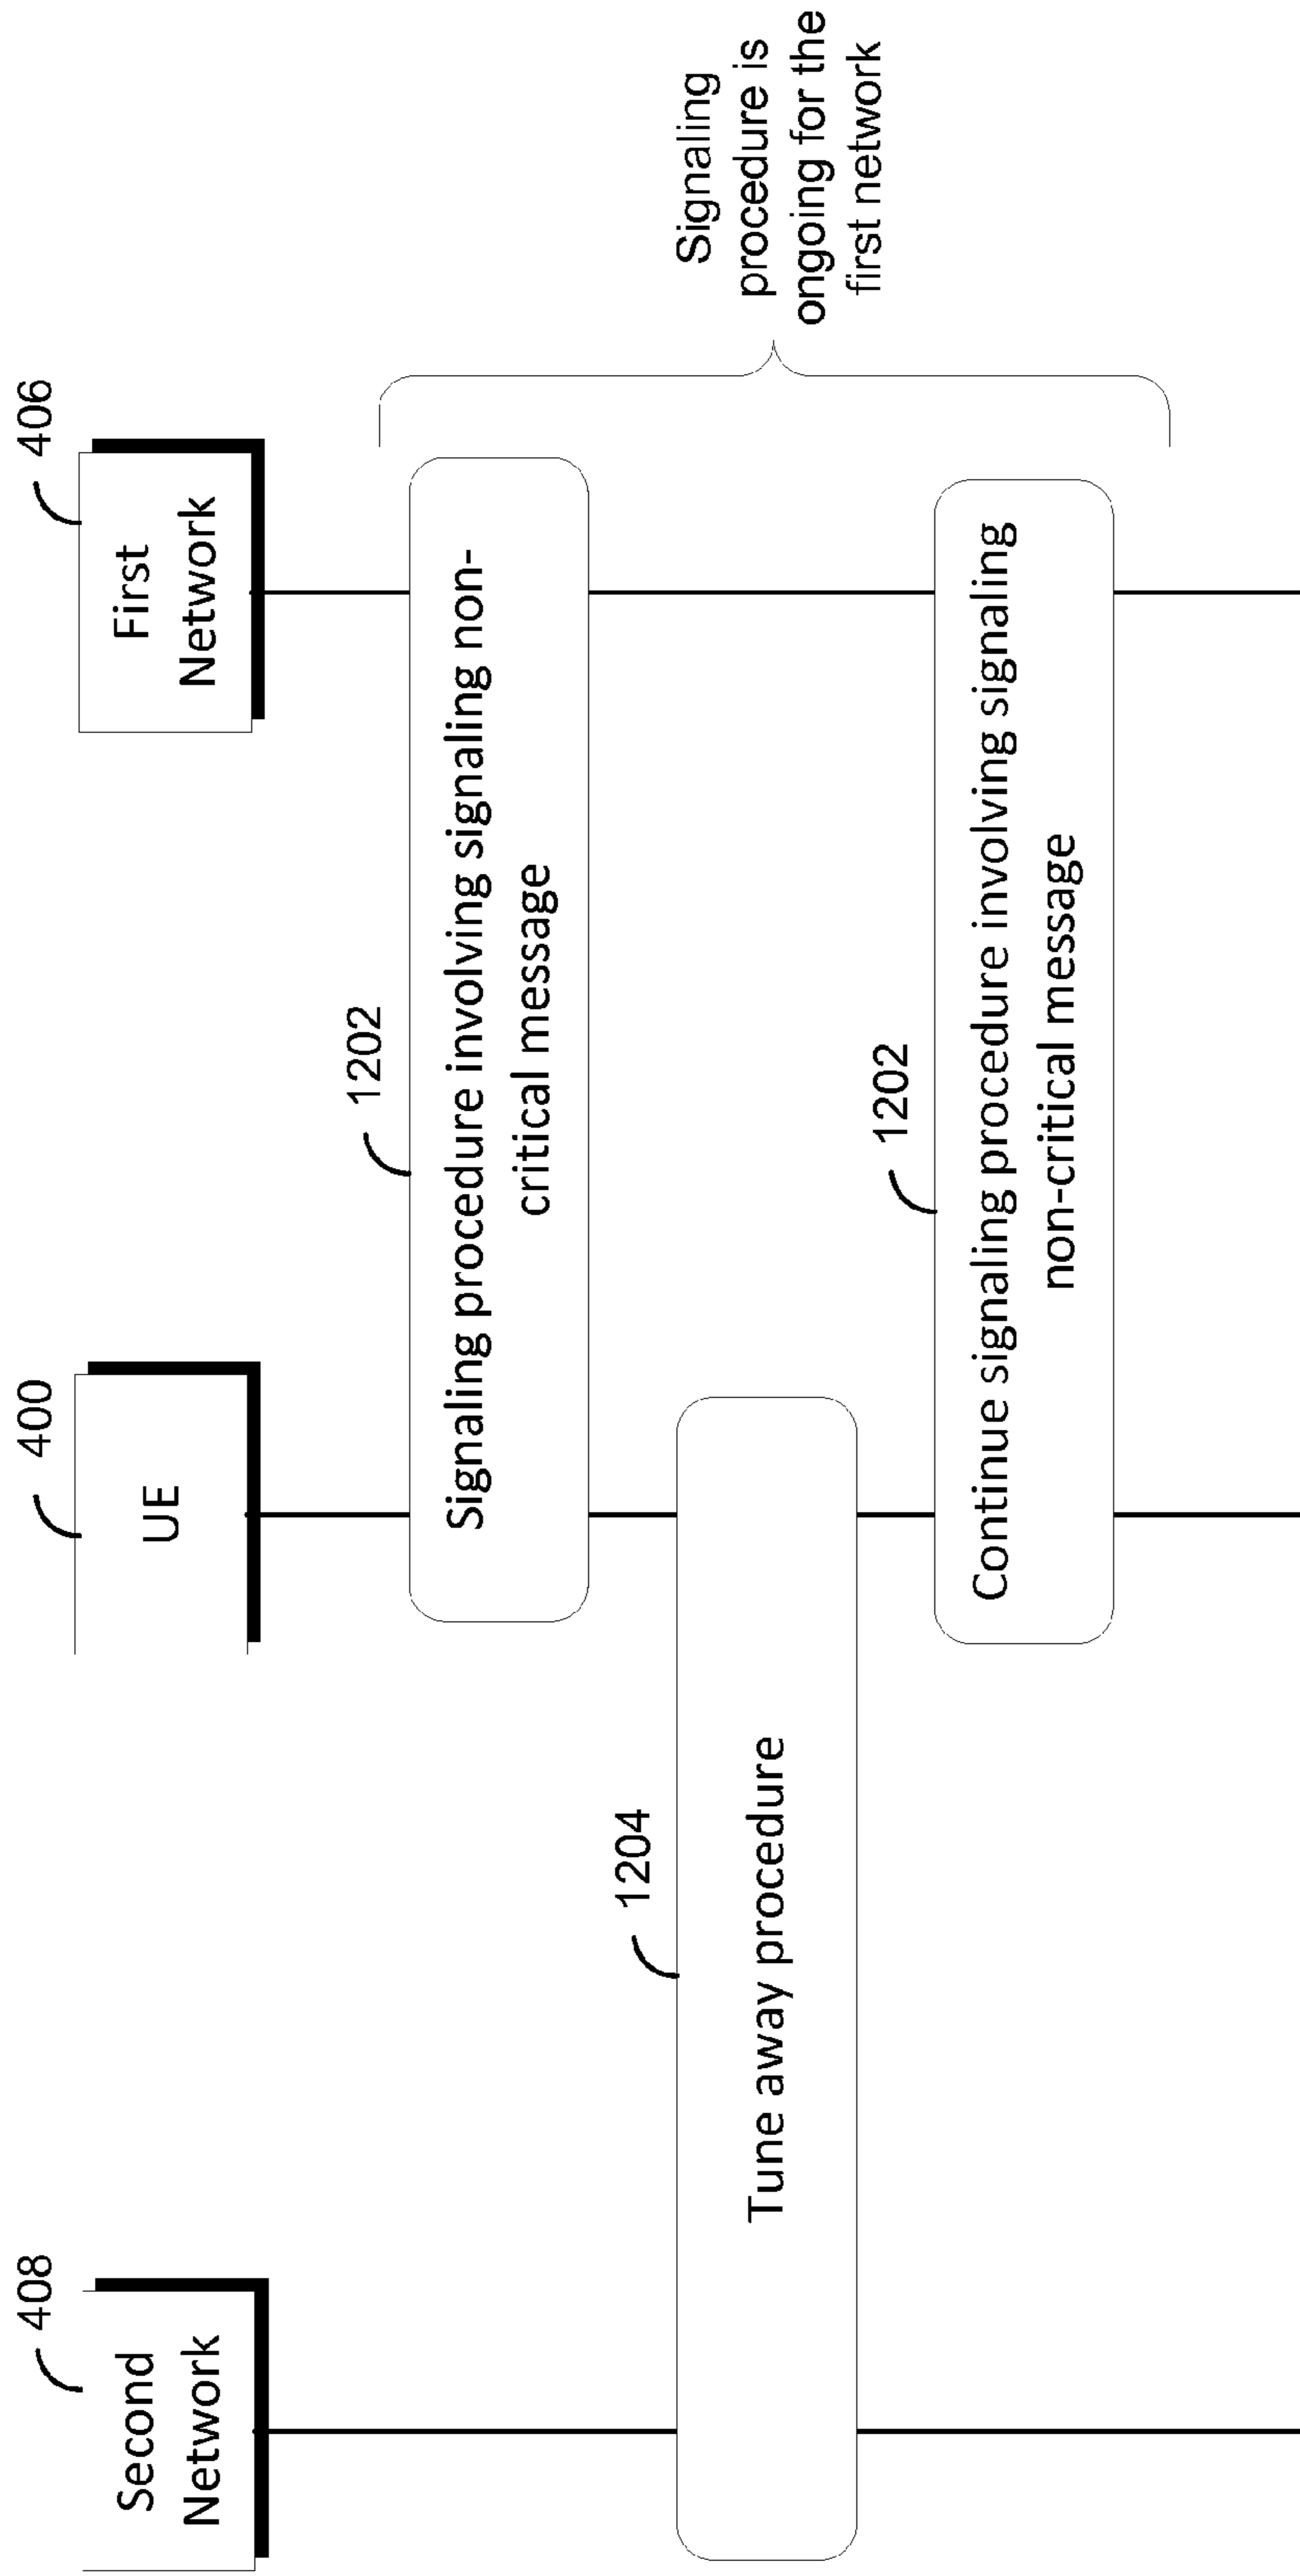 408
400
406
Second
Network
UE
First
Network
1202
Signaling procedure involving signaling non-
critical message
1204
Tune away procedure
Signaling
procedure is
ongoing for the
first network
1202
Continue signaling procedure involving signaling
non-critical message